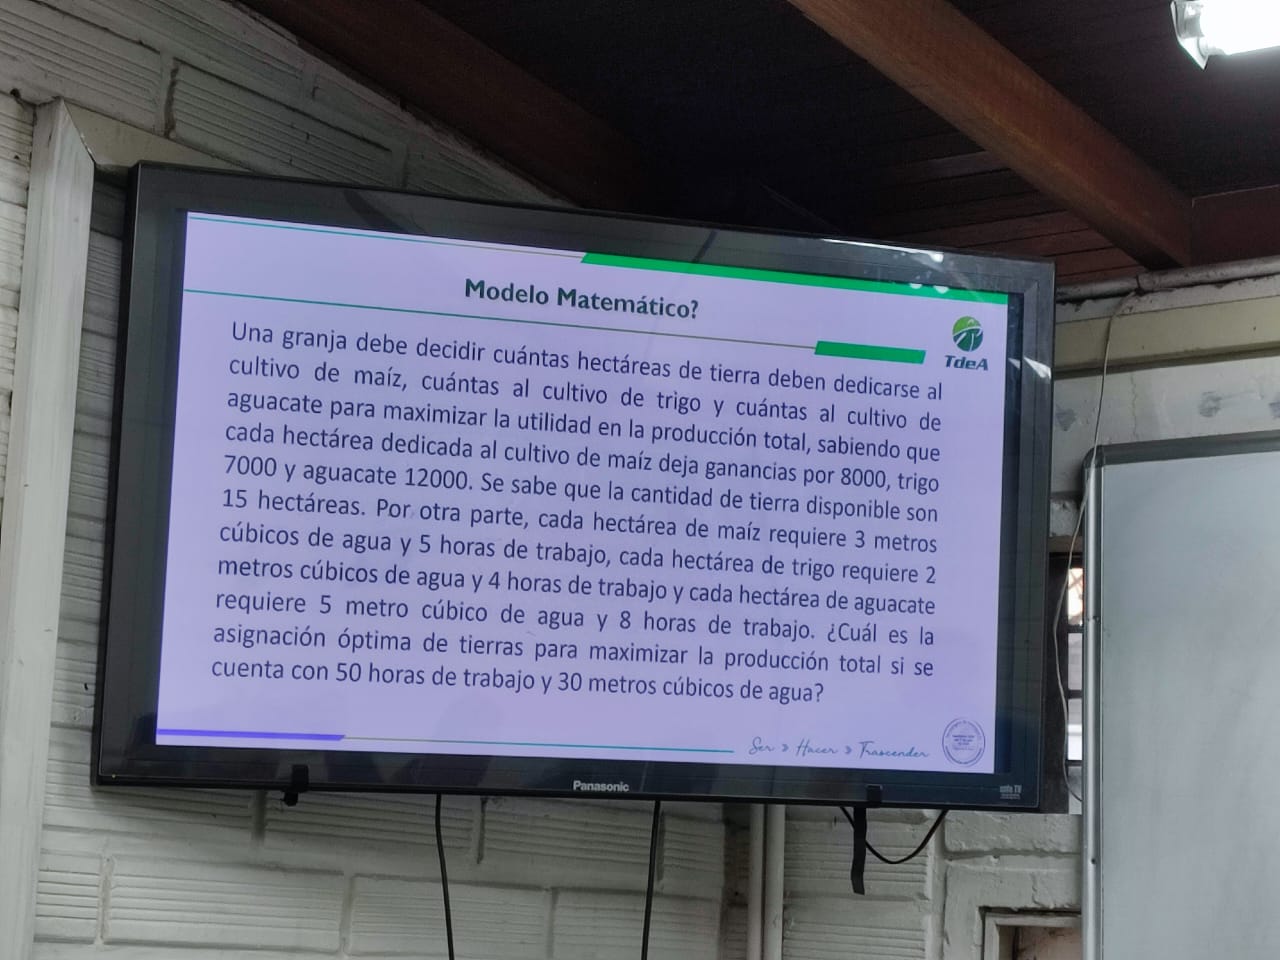 Modelo Matemático?
TdeA
Una granja debe decidir cuántas hectáreas de tierra deben dedicarse al
cultivo de maíz, cuántas al cultivo de trigo y cuántas al cultivo de
aguacate para maximizar la utilidad en la producción total, sabiendo que
cada hectárea dedicada al cultivo de maíz deja ganancias por 8000, trigo
7000 y aguacate 12000. Se sabe que la cantidad de tierra disponible son
15 hectáreas. Por otra parte, cada hectárea de maíz requiere 3 metros
cúbicos de agua y 5 horas de trabajo, cada hectárea de trigo requiere 2
metros cúbicos de agua y 4 horas de trabajo y cada hectárea de aguacate
requiere 5 metro cúbico de agua y 8 horas de trabajo. ¿Cuál es la
asignación óptima de tierras para maximizar la producción total si se
cuenta con 50 horas de trabajo y 30 metros cúbicos de agua?
Ser » Hacer » Trascender
Panasonic